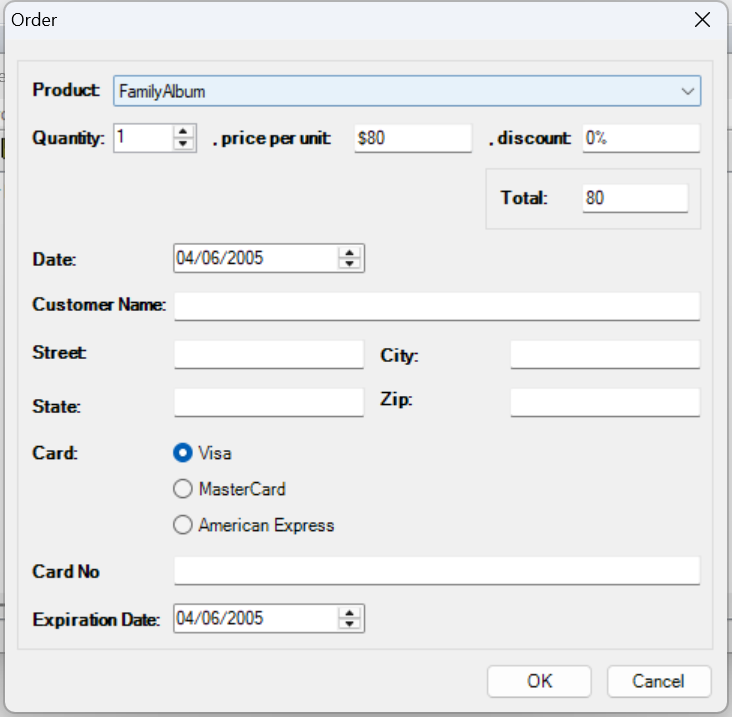 Order
Product: FamilyAlbum
Quantity: 1 , price per unit: $80 , discount: 0%
Total: 80
Date: 04/06/2005
Customer Name:
Street: City:
State: Zip:
Card: Visa
MasterCard
American Express
Card No
Expiration Date: 04/06/2005
OK Cancel